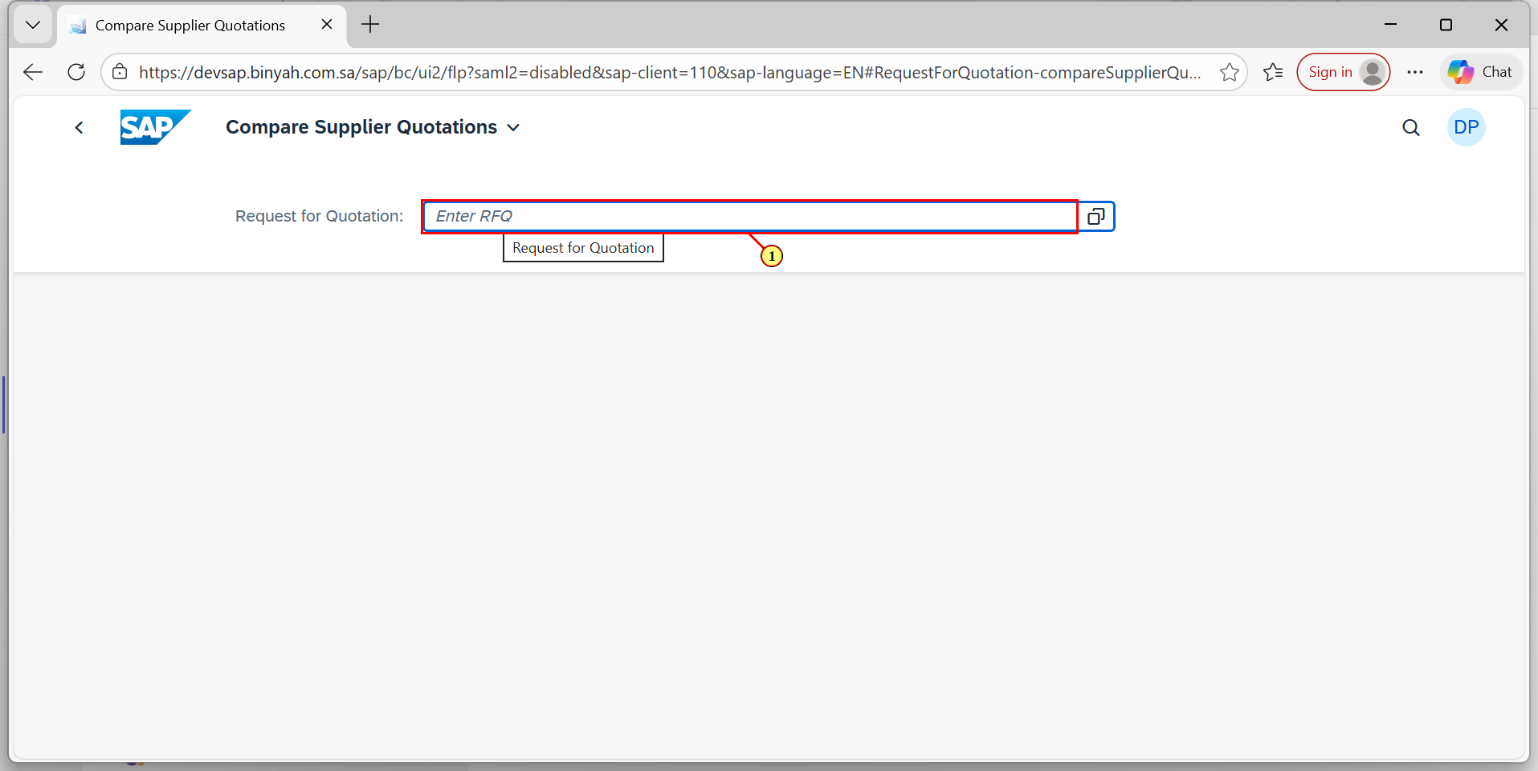 Compare Supplier Quotations
https://devsap.binyah.com.sa/sap/bc/ui2/flp?saml2=disabled&sap-client=110&sap-language=EN#RequestForQuotation-compareSupplierQu...
Sign in
Chat
SAP
Compare Supplier Quotations
DP
Request for Quotation:
Enter RFQ
Request for Quotation
1